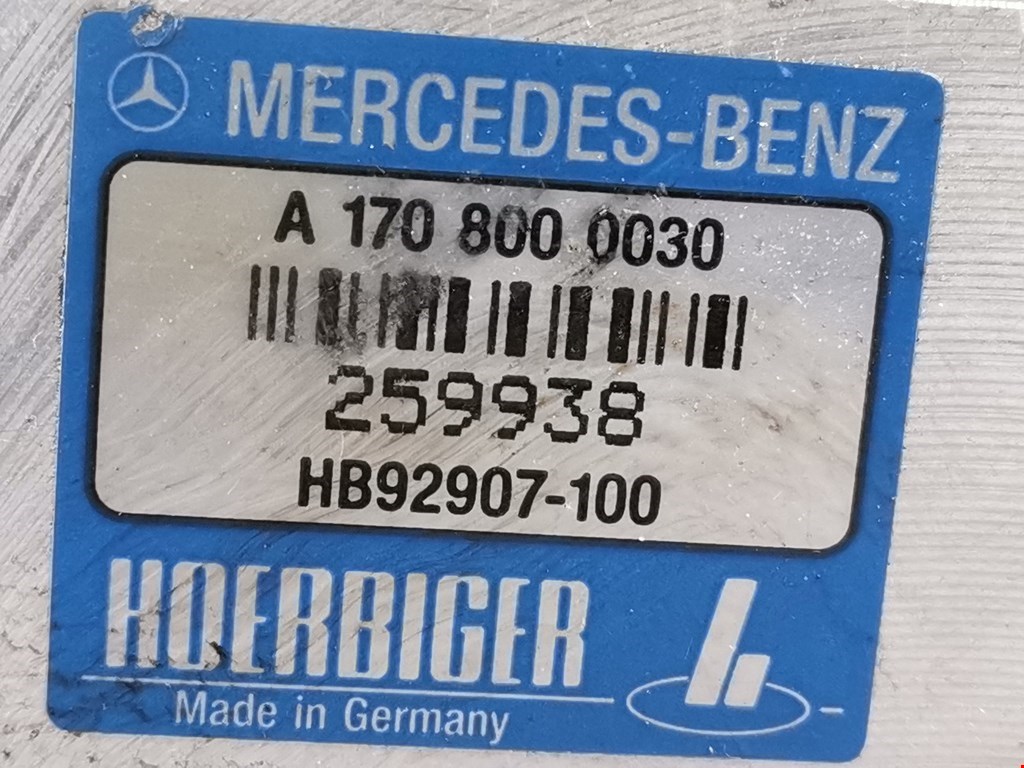 MERCEDES-BENZ
A 170 800 0030
259938
HB92907-100
HOERBIGER
Made in Germany